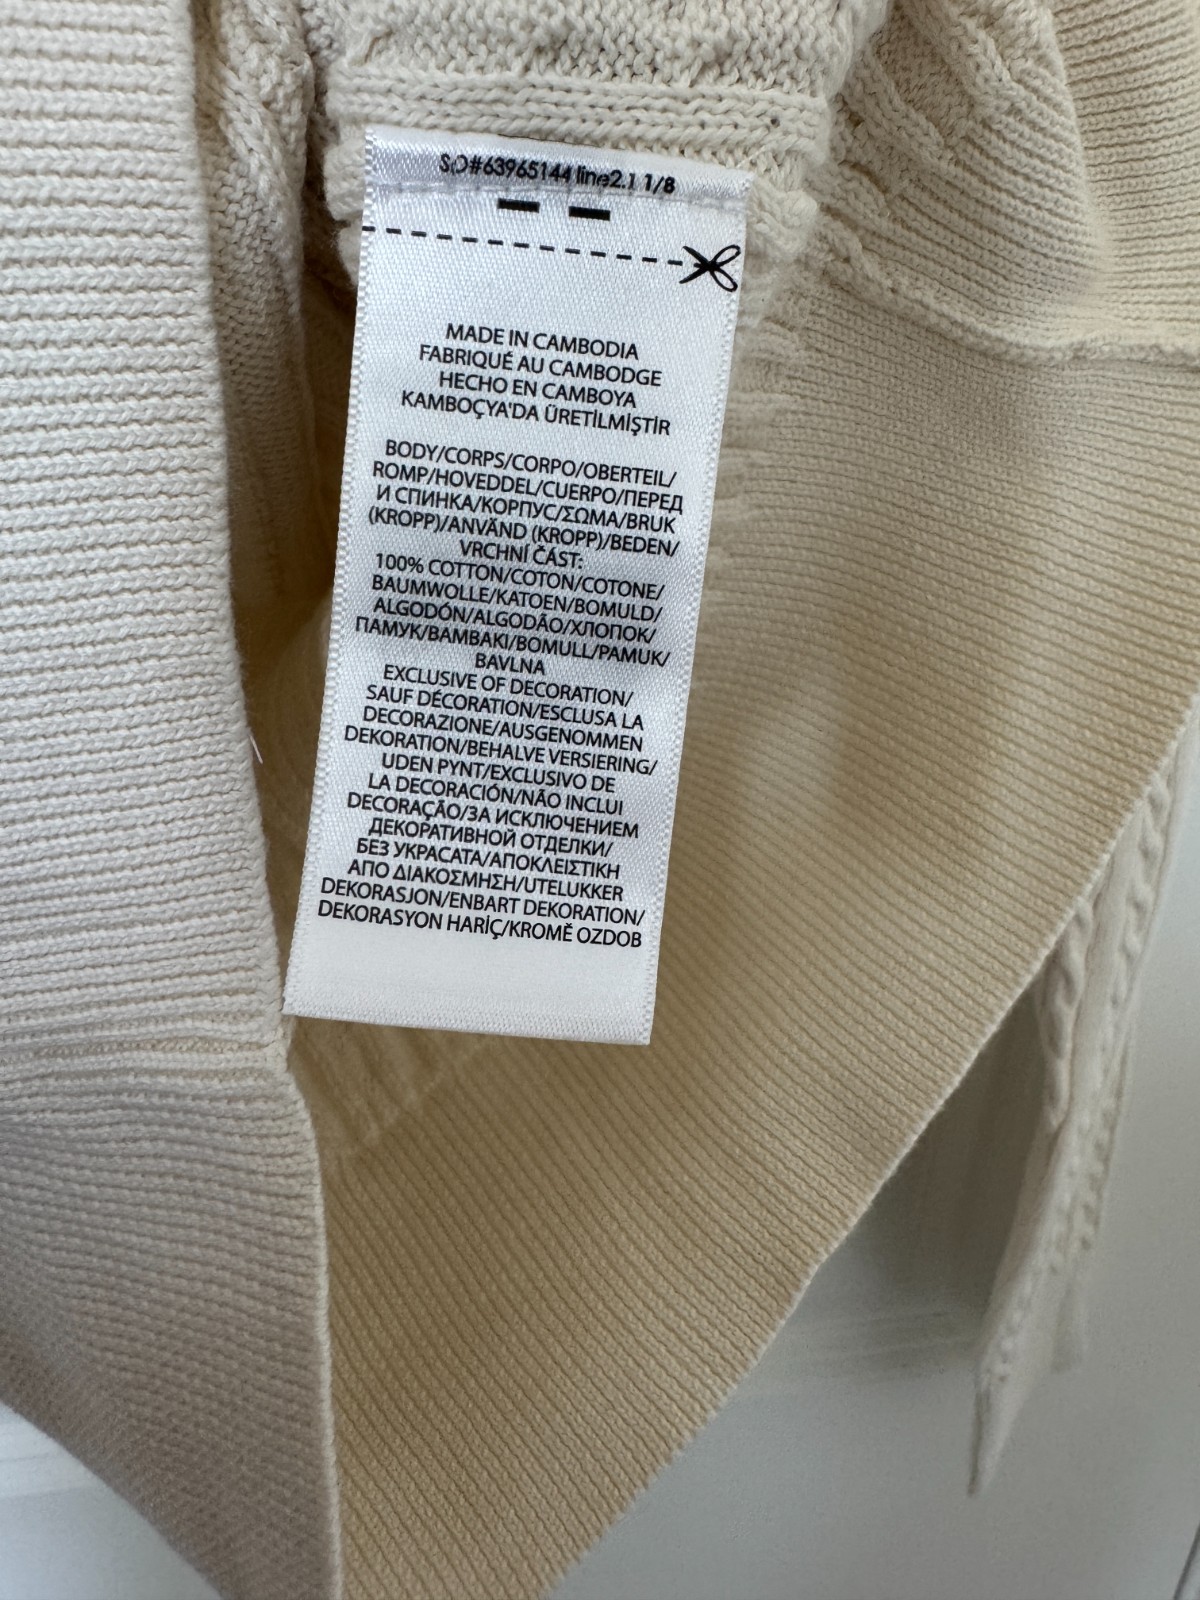 SO#63965144 line2.1 1/8
MADE IN CAMBODIA
FABRIQUÉ AU CAMBODGE
HECHO EN CAMBOYA
KAMBOÇYA'DA ÜRETİLMİŞTİR
BODY/CORPS/CORPO/OBERTEIL/
ROMP/HOVEDDEL/CUERPO/ПЕРЕД
И СПИНКА/КОРПУС/ΣΩΜΑ/BRUK
(KROPP)/ANVÄND (KROPP)/BEDEN/
VRCHNÍ ČÁST:
100% COTTON/COTON/COTONE/
BAUMWOLLE/KATOEN/BOMULD/
ALGODÓN/ALGODÃO/ХЛОПОК/
ПАМУК/ΒΑΜΒΑΚΙ/BOMULL/PAMUK/
BAVLNA
EXCLUSIVE OF DECORATION/
SAUF DÉCORATION/ESCLUSA LA
DECORAZIONE/AUSGENOMMEN
DEKORATION/BEHALVE VERSIERING/
UDEN PYNT/EXCLUSIVO DE
LA DECORACIÓN/NÃO INCLUI
DECORAÇÃO/ЗА ИСКЛЮЧЕНИЕМ
ДЕКОРАТИВНОЙ ОТДЕЛКИ/
БЕЗ УКРАСАТА/ΑΠΟΚΛΕΙΣΤΙΚΗ
ΑΠΟ ΔΙΑΚΟΣΜΗΣΗ/UTELUKKER
DEKORASJON/ENBART DEKORATION/
DEKORASYON HARİÇ/KROMĚ OZDOB